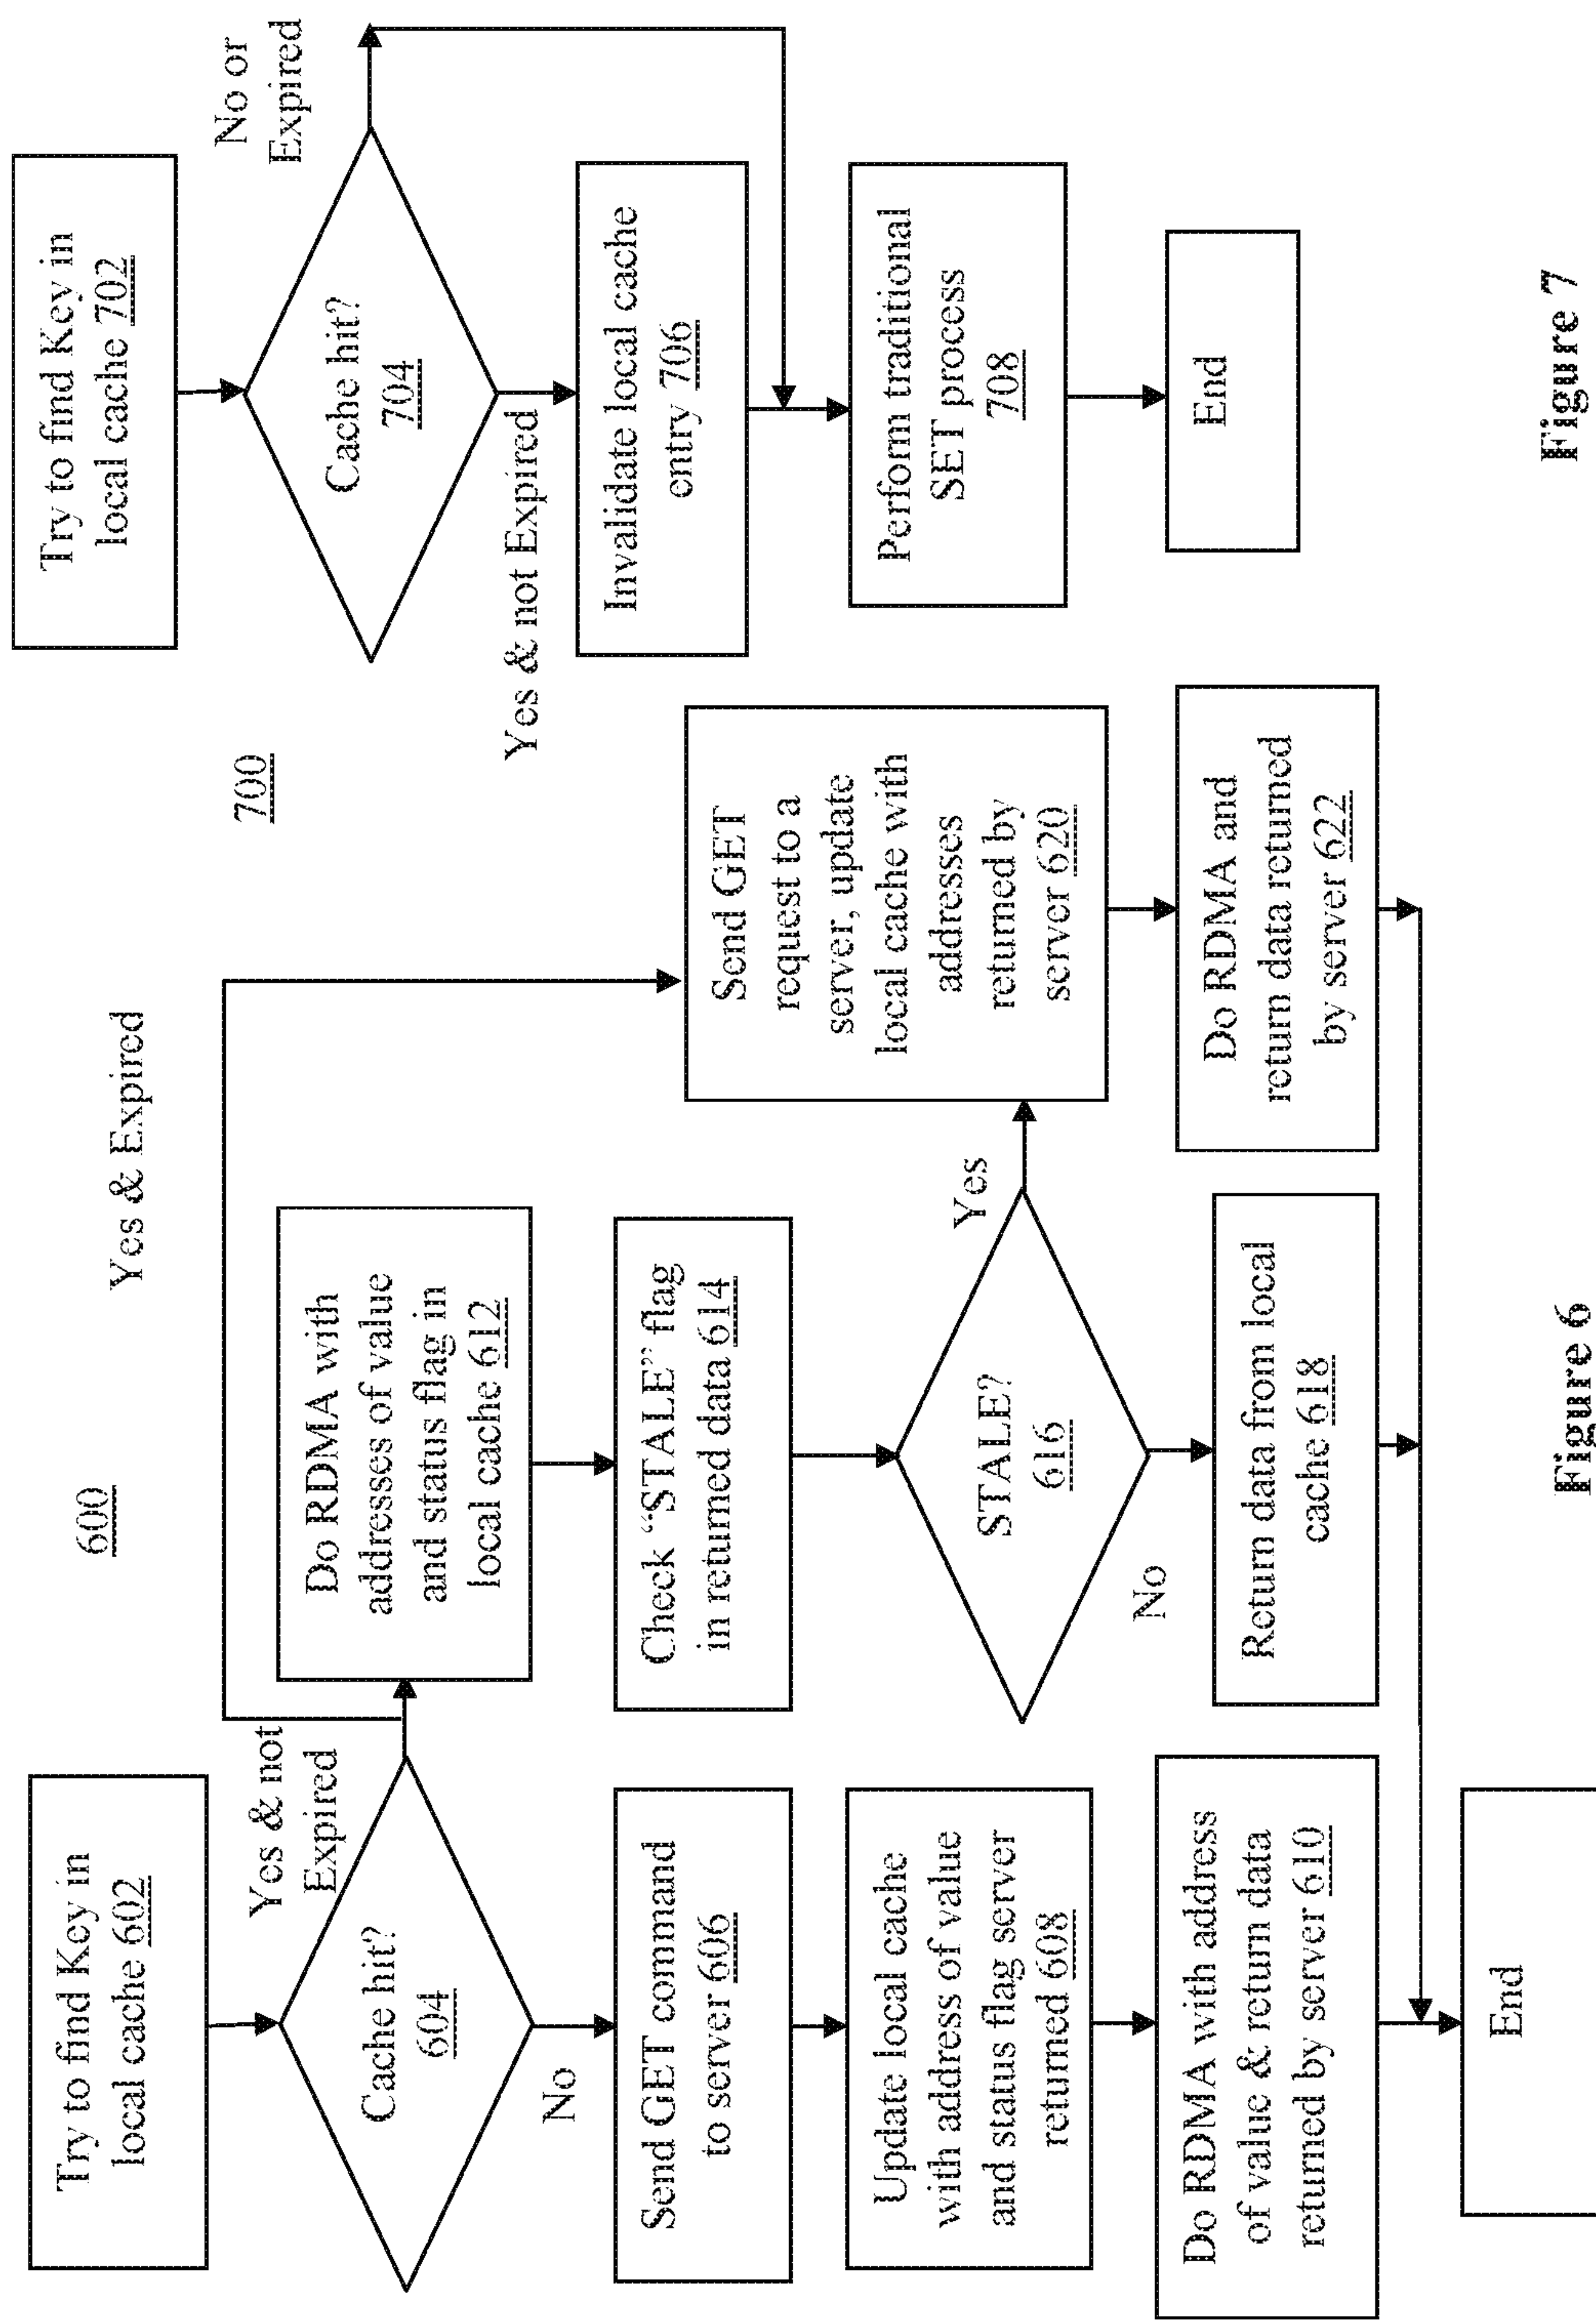 600
Try to find Key in
local cache 602
Cache hit?
604
Yes & not
Expired
Yes & Expired
No
Send GET command
to server 606
Update local cache
with address of value
and status flag server
returned 608
Do RDMA with address
of value & return data
returned by server 610
Do RDMA with
addresses of value
and status flag in
local cache 612
Check “STALE” flag
in returned data 614
STALE?
616
Yes
No
Return data from local
cache 618
Send GET
request to a
server, update
local cache with
addresses
returned by
server 620
Do RDMA and
return data returned
by server 622
End
Figure 6
700
Try to find Key in
local cache 702
Cache hit?
704
No or
Expired
Yes & not Expired
Invalidate local cache
entry 706
Perform traditional
SET process
708
End
Figure 7